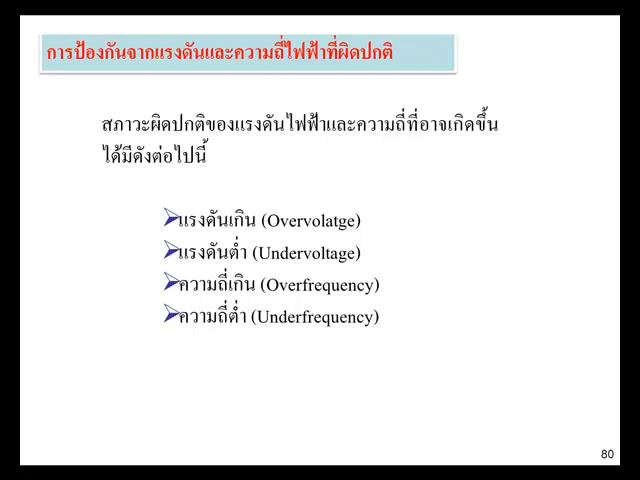 การป้องกันจากแรงดันและความถี่ไฟฟ้าที่ผิดปกติ
สภาวะผิดปกติของแรงดันไฟฟ้าและความถี่ที่อาจเกิดขึ้น
ได้มีดังต่อไปนี้
แรงดันเกิน (Overvolatge)
แรงดันต่ำ (Undervoltage)
ความถี่เกิน (Overfrequency)
ความถี่ต่ำ (Underfrequency)
80